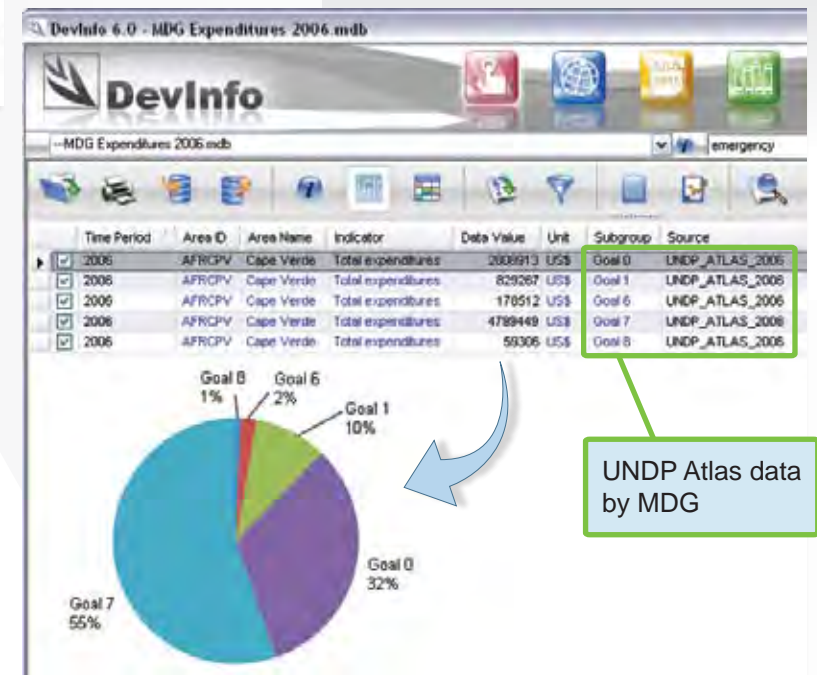 DevInfo 6.0 - MDG Expenditures 2006.mdb
DevInfo
--MDG Expenditures 2006.mdb emergency
Time Period Area ID Area Name Indicator Data Value Unit Subgroup Source
2006 AFRCPV Cape Verde Total expenditures US$ Goal 0 UNDP_ATLAS_2006
2006 AFRCPV Cape Verde Total expenditures 829267 US$ Goal 1 UNDP_ATLAS_2006
2006 AFRCPV Cape Verde Total expenditures 178512 US$ Goal 6 UNDP_ATLAS_2006
2006 AFRCPV Cape Verde Total expenditures 4789449 US$ Goal 7 UNDP_ATLAS_2006
2006 AFRCPV Cape Verde Total expenditures 59306 US$ Goal 8 UNDP_ATLAS_2006
Goal 8
1%
Goal 6
2%
Goal 1
10%
UNDP Atlas data
by MDG
Goal 0
32%
Goal 7
55%